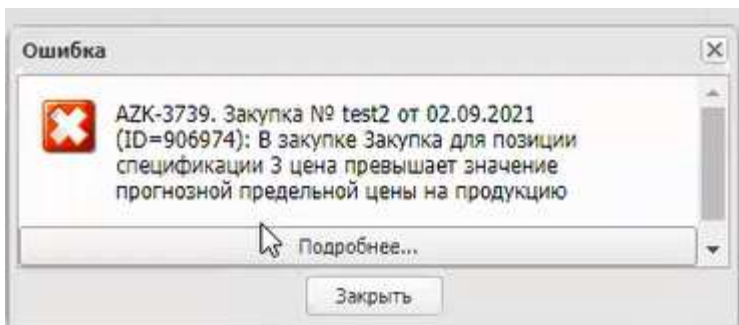 Ошибка
AZK-3739. Закупка № test2 от 02.09.2021
(ID=906974): В закупке Закупка для позиции
спецификации 3 цена превышает значение
прогнозной предельной цены на продукцию
Подробнее...
Закрыть